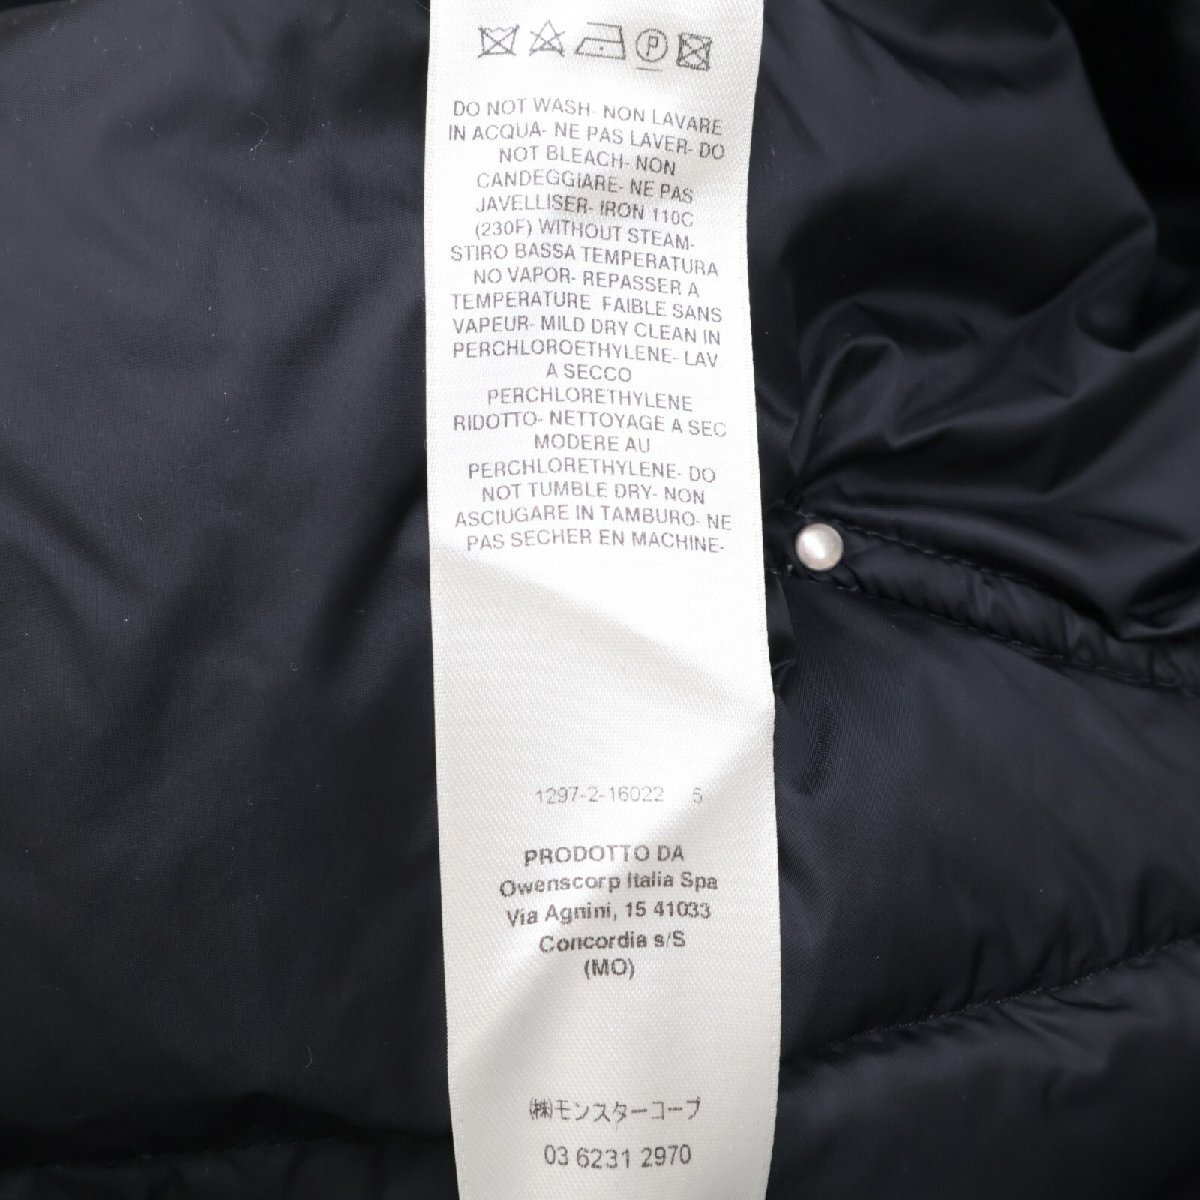 P
DO NOT WASH- NON LAVARE
IN ACQUA- NE PAS LAVER- DO
NOT BLEACH- NON
CANDEGGIARE- NE PAS
JAVELLISER- IRON 110C
(230F) WITHOUT STEAM-
STIRO BASSA TEMPERATURA
NO VAPOR- REPASSER A
TEMPERATURE FAIBLE SANS
VAPEUR- MILD DRY CLEAN IN
PERCHLOROETHYLENE- LAV
A SECCO
PERCHLORETHYLENE
RIDOTTO- NETTOYAGE A SEC
MODERE AU
PERCHLORETHYLENE- DO
NOT TUMBLE DRY- NON
ASCIUGARE IN TAMBURO- NE
PAS SECHER EN MACHINE-
1297-2-16022 5
PRODOTTO DA
Owenscorp Italia Spa
Via Agnini, 15 41033
Concordia s/S
(MO)
㈱モンスターコープ
03 6231 2970